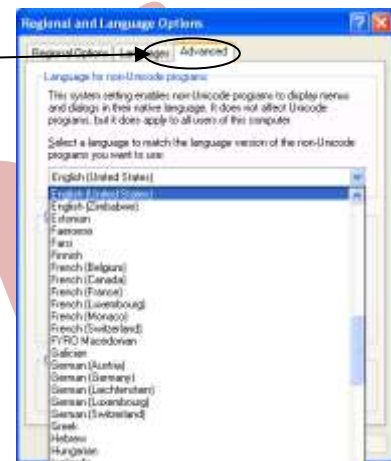 Regional and Language Options
Regional Options Languages Advanced
Language for non-Unicode programs
This system setting enables non-Unicode programs to display menus
and dialogs in their native language. It does not affect Unicode
programs, but it does apply to all users of this computer.
Select a language to match the language version of the non-Unicode
programs you want to use:
English (United States)
English (United States)
English (Zimbabwe)
Estonian
Faeroese
Farsi
Finnish
French (Belgium)
French (Canada)
French (France)
French (Luxembourg)
French (Monaco)
French (Switzerland)
FYRO Macedonian
Galician
German (Austria)
German (Germany)
German (Liechtenstein)
German (Luxembourg)
German (Switzerland)
Greek
Hebrew
Hungarian